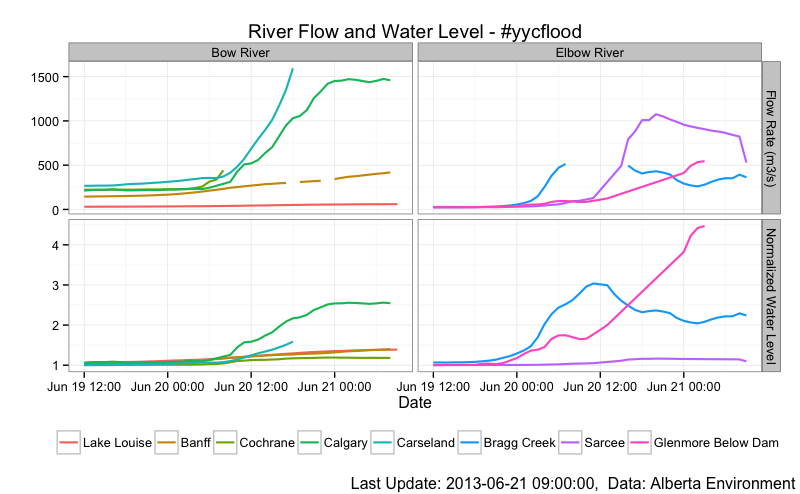 River Flow and Water Level - #yycflood
Bow River
Elbow River
1500
1000
500
0
Flow Rate (m3/s)
4
3
2
1
Normalized Water Level
Jun 19 12:00 Jun 20 00:00 Jun 20 12:00 Jun 21 00:00 Jun 19 12:00 Jun 20 00:00 Jun 20 12:00 Jun 21 00:00
Date
Lake Louise Banff Cochrane Calgary Carseland Bragg Creek Sarcee Glenmore Below Dam
Last Update: 2013-06-21 09:00:00, Data: Alberta Environment